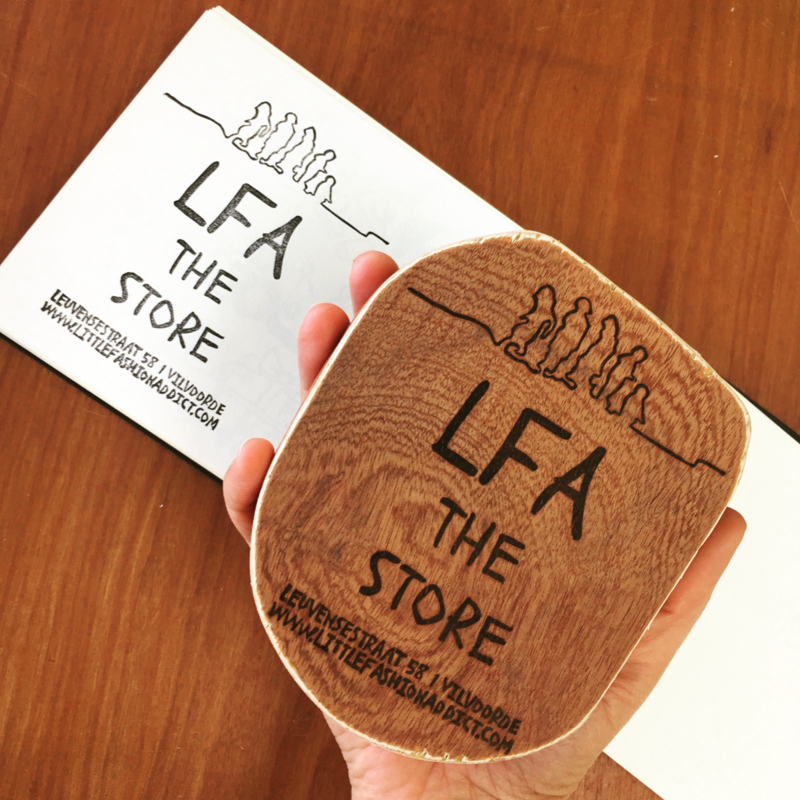 LFA
THE
STORE
LEUVENSESTRAAT 58 | VILVOORDE
WWW.LITTLEFASHIONADDICT.COM
LFA
THE
STORE
LEUVENSESTRAAT 58 | VILVOORDE
WWW.LITTLEFASHIONADDICT.COM